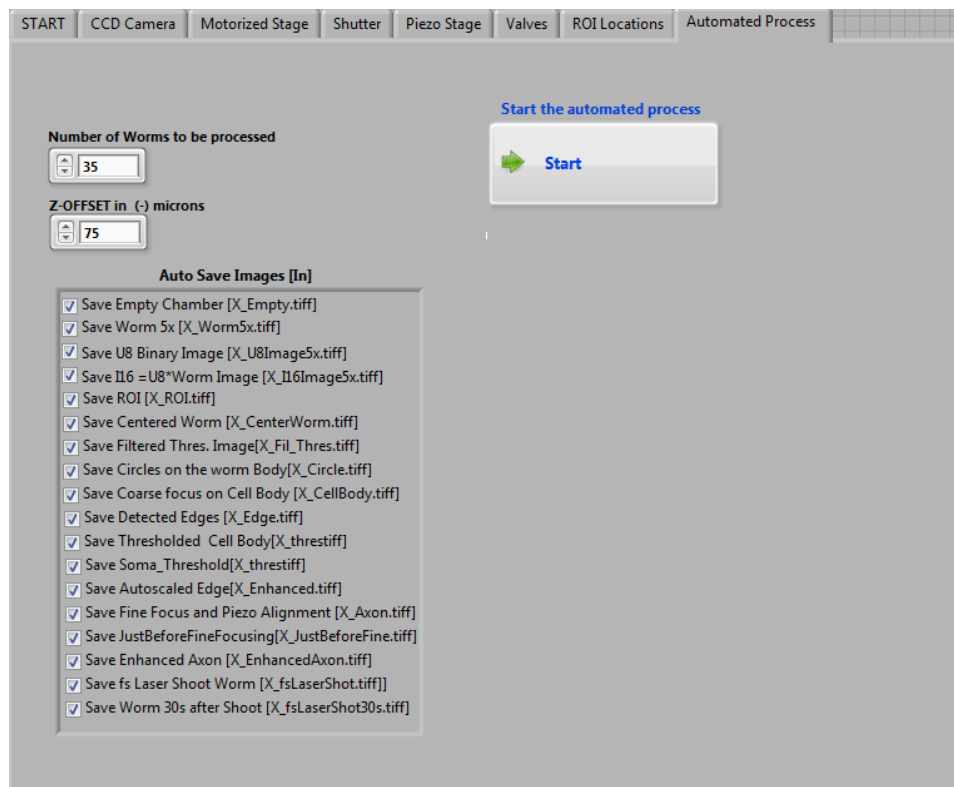 START CCD Camera Motorized Stage Shutter Piezo Stage Valves ROI Locations Automated Process
Start the automated process
Start
Number of Worms to be processed
35
Z-OFFSET in (-) microns
75
Auto Save Images [In]
Save Empty Chamber [X_Empty.tiff]
Save Worm 5x [X_Worm5x.tiff]
Save U8 Binary Image [X_U8Image5x.tiff]
Save I16 =U8*Worm Image [X_I16Image5x.tiff]
Save ROI [X_ROI.tiff]
Save Centered Worm [X_CenterWorm.tiff]
Save Filtered Thres. Image[X_Fil_Thres.tiff]
Save Circles on the worm Body[X_Circle.tiff]
Save Coarse focus on Cell Body [X_CellBody.tiff]
Save Detected Edges [X_Edge.tiff]
Save Thresholded Cell Body[X_threstiff]
Save Soma_Threshold[X_threstiff]
Save Autoscaled Edge[X_Enhanced.tiff]
Save Fine Focus and Piezo Alignment [X_Axon.tiff]
Save JustBeforeFineFocusing[X_JustBeforeFine.tiff]
Save Enhanced Axon [X_EnhancedAxon.tiff]
Save fs Laser Shoot Worm [X_fsLaserShot.tiff]]
Save Worm 30s after Shoot [X_fsLaserShot30s.tiff]